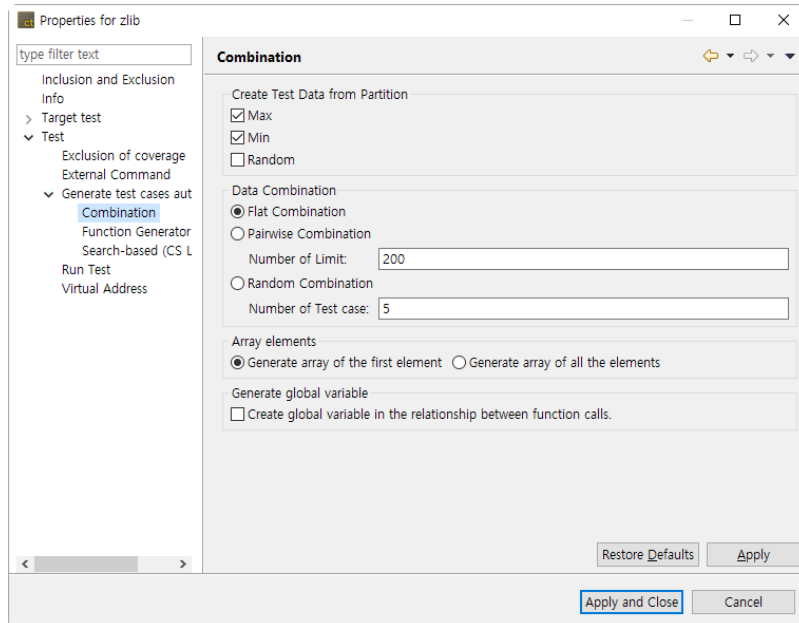 ct Properties for zlib
type filter text
Inclusion and Exclusion
Info
Target test
Test
Exclusion of coverage
External Command
Generate test cases aut
Combination
Function Generator
Search-based (CS L
Run Test
Virtual Address
Combination
Create Test Data from Partition
Max
Min
Random
Data Combination
Flat Combination
Pairwise Combination
Number of Limit: 200
Random Combination
Number of Test case: 5
Array elements
Generate array of the first element Generate array of all the elements
Generate global variable
Create global variable in the relationship between function calls.
Restore Defaults Apply
Apply and Close Cancel